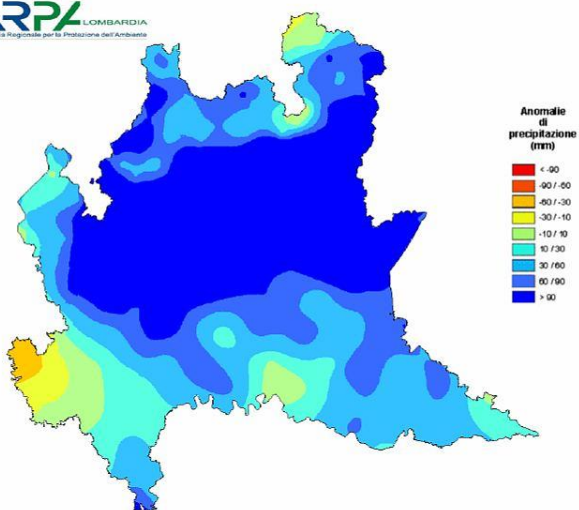 ARPA LOMBARDIA
Regionale per la Protezione dell'Ambiente
Anomalie
di
precipitazione
(mm)
< -90
-90 / -60
-60 / -30
-30 / -10
-10 / 10
10 / 30
30 / 60
60 / 90
> 90